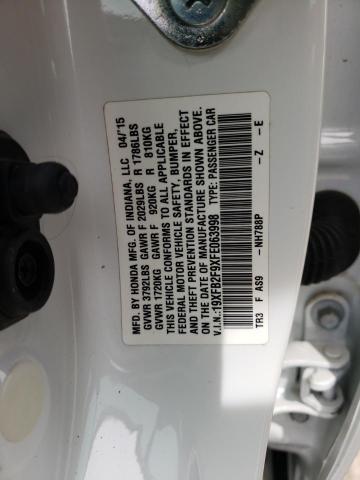 MFD. BY HONDA MFG. OF INDIANA, LLC 04/'15
GVWR 3792LBS GAWR F 2029LBS R 1786LBS
GVWR 1720KG GAWR F 920KG R 810KG
THIS VEHICLE CONFORMS TO ALL APPLICABLE
FEDERAL MOTOR VEHICLE SAFETY, BUMPER,
AND THEFT PREVENTION STANDARDS IN EFFECT
ON THE DATE OF MANUFACTURE SHOWN ABOVE.
V.I.N.:19XFB2F9XFE063998 TYPE: PASSENGER CAR
TR3 F AS9 -NH788P -Z -E